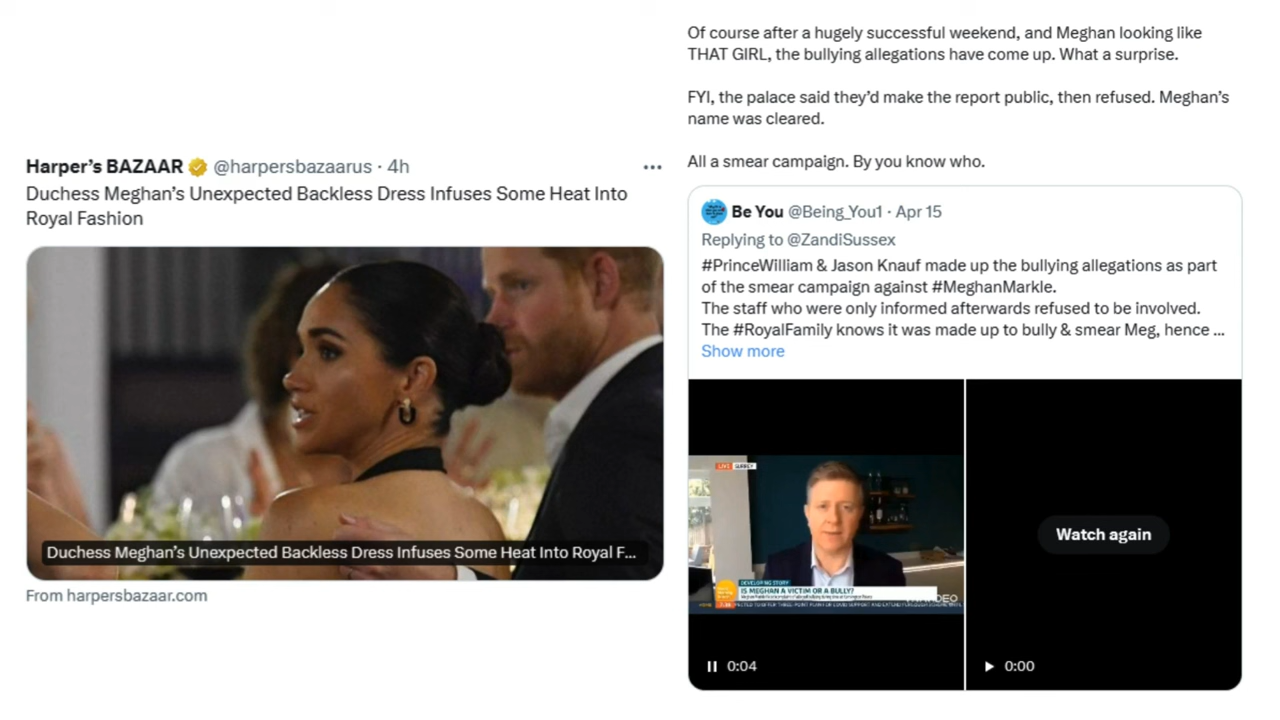 Harper's BAZAAR @harpersbazaarus · 4h
Duchess Meghan's Unexpected Backless Dress Infuses Some Heat Into
Royal Fashion
Duchess Meghan's Unexpected Backless Dress Infuses Some Heat Into Royal F...
From harpersbazaar.com
Of course after a hugely successful weekend, and Meghan looking like
THAT GIRL, the bullying allegations have come up. What a surprise.
FYI, the palace said they'd make the report public, then refused. Meghan's
name was cleared.
All a smear campaign. By you know who.
Be You @Being_You1 · Apr 15
Replying to @ZandiSussex
#PrinceWilliam & Jason Knauf made up the bullying allegations as part
of the smear campaign against #MeghanMarkle.
The staff who were only informed afterwards refused to be involved.
The #RoyalFamily knows it was made up to bully & smear Meg, hence ...
Show more
LIVE SURREY
DEVELOPING STORY
IS MEGHAN A VICTIM OR A BULLY?
0:04
Watch again
0:00